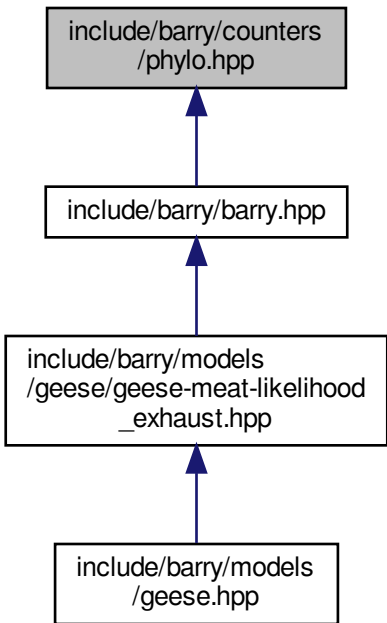 include/barry/counters
/phylo.hpp
include/barry/barry.hpp
include/barry/models
/geese/geese-meat-likelihood
_exhaust.hpp
include/barry/models
/geese.hpp